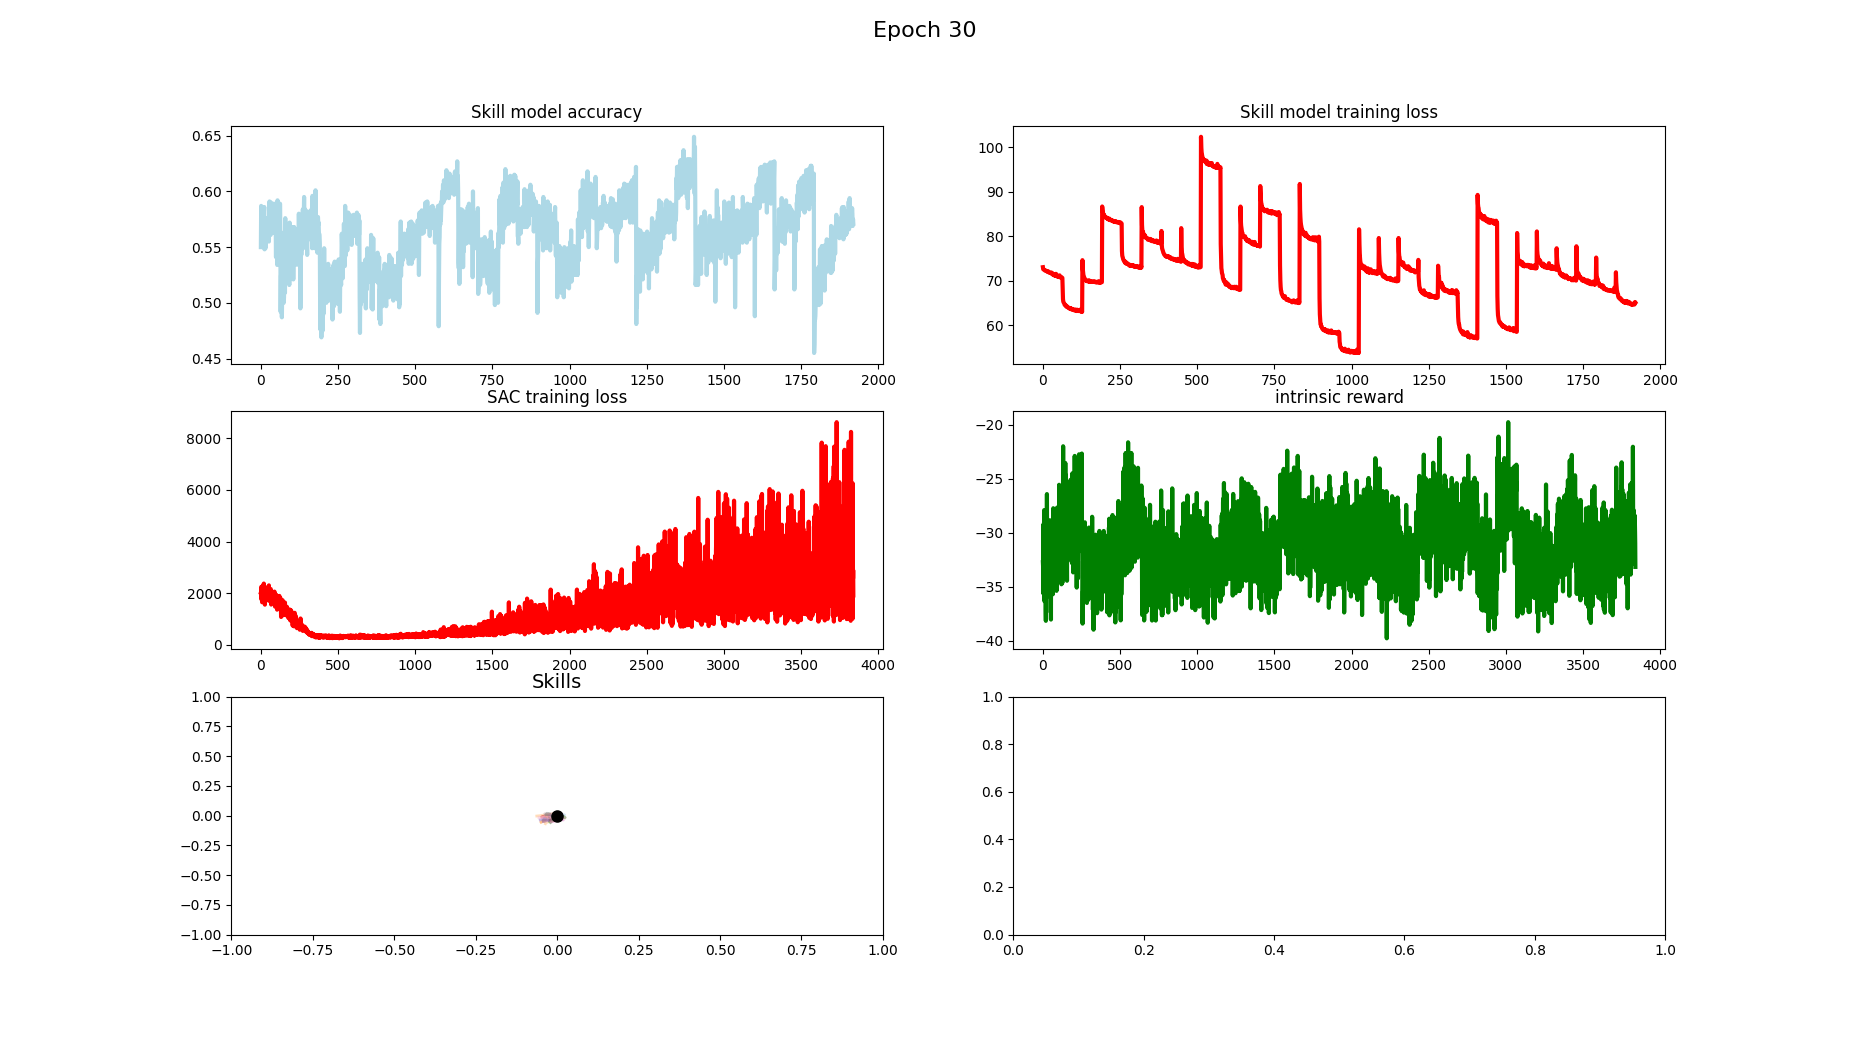 Epoch 30
Skill model accuracy
0.65
0.60
0.55
0.50
0.45
0 250 500 750 1000 1250 1500 1750 2000
Skill model training loss
100
90
80
70
60
0 250 500 750 1000 1250 1500 1750 2000
SAC training loss
8000
6000
4000
2000
0
0 500 1000 1500 2000 2500 3000 3500 4000
intrinsic reward
−20
−25
−30
−35
−40
0 500 1000 1500 2000 2500 3000 3500 4000
Skills
1.00
0.75
0.50
0.25
0.00
−0.25
−0.50
−0.75
−1.00
−1.00 −0.75 −0.50 −0.25 0.00 0.25 0.50 0.75 1.00
1.0
0.8
0.6
0.4
0.2
0.0
0.0 0.2 0.4 0.6 0.8 1.0